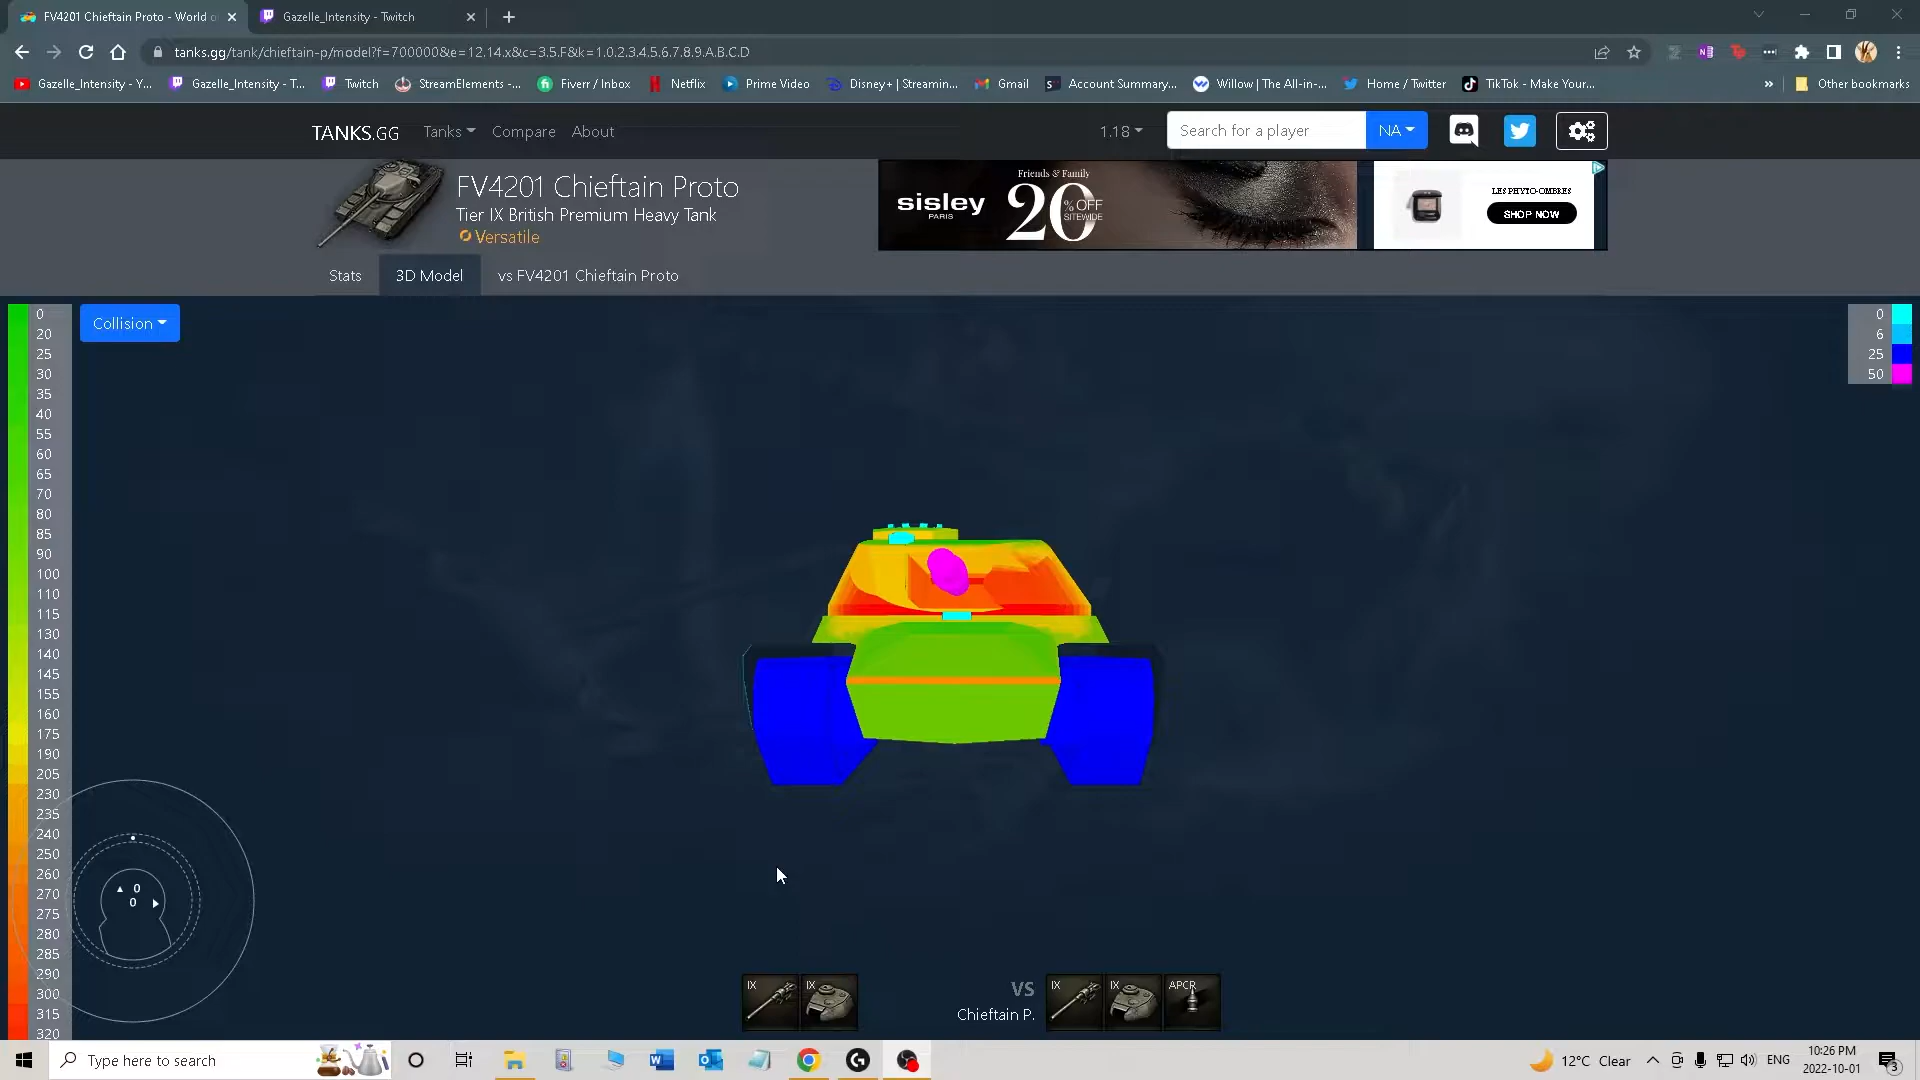 FV4201 Chieftain Proto - World o
Gazelle_Intensity - Twitch
tanks.gg/tank/chieftain-p/model?f=700000&e=12.14.x&c=3.5.F&k=1.0.2.3.4.5.6.7.8.9.A.B.C.D
Gazelle_Intensity - Y...
Gazelle_Intensity - T...
Twitch
StreamElements -...
Fiverr / Inbox
Netflix
Prime Video
Disney+ | Streamin...
Gmail
Account Summary...
Willow | The All-in-...
Home / Twitter
TikTok - Make Your...
»
Other bookmarks
TANKS.GG
Tanks
Compare
About
1.18
Search for a player
NA
FV4201 Chieftain Proto
Tier IX British Premium Heavy Tank
Versatile
sisley
PARIS
Friends & Family
20% OFF
SITEWIDE
LES PHYTO-OMBRES
SHOP NOW
Stats
3D Model
vs FV4201 Chieftain Proto
Collision
0
20
25
30
35
40
55
60
65
70
80
85
90
100
110
115
130
140
145
155
160
175
190
205
230
235
240
250
260
270
275
280
285
290
300
315
320
0
6
25
50
0
0
IX
IX
VS
Chieftain P.
IX
IX
APCR
Type here to search
12°C Clear
ENG
10:26 PM
2022-10-01
3